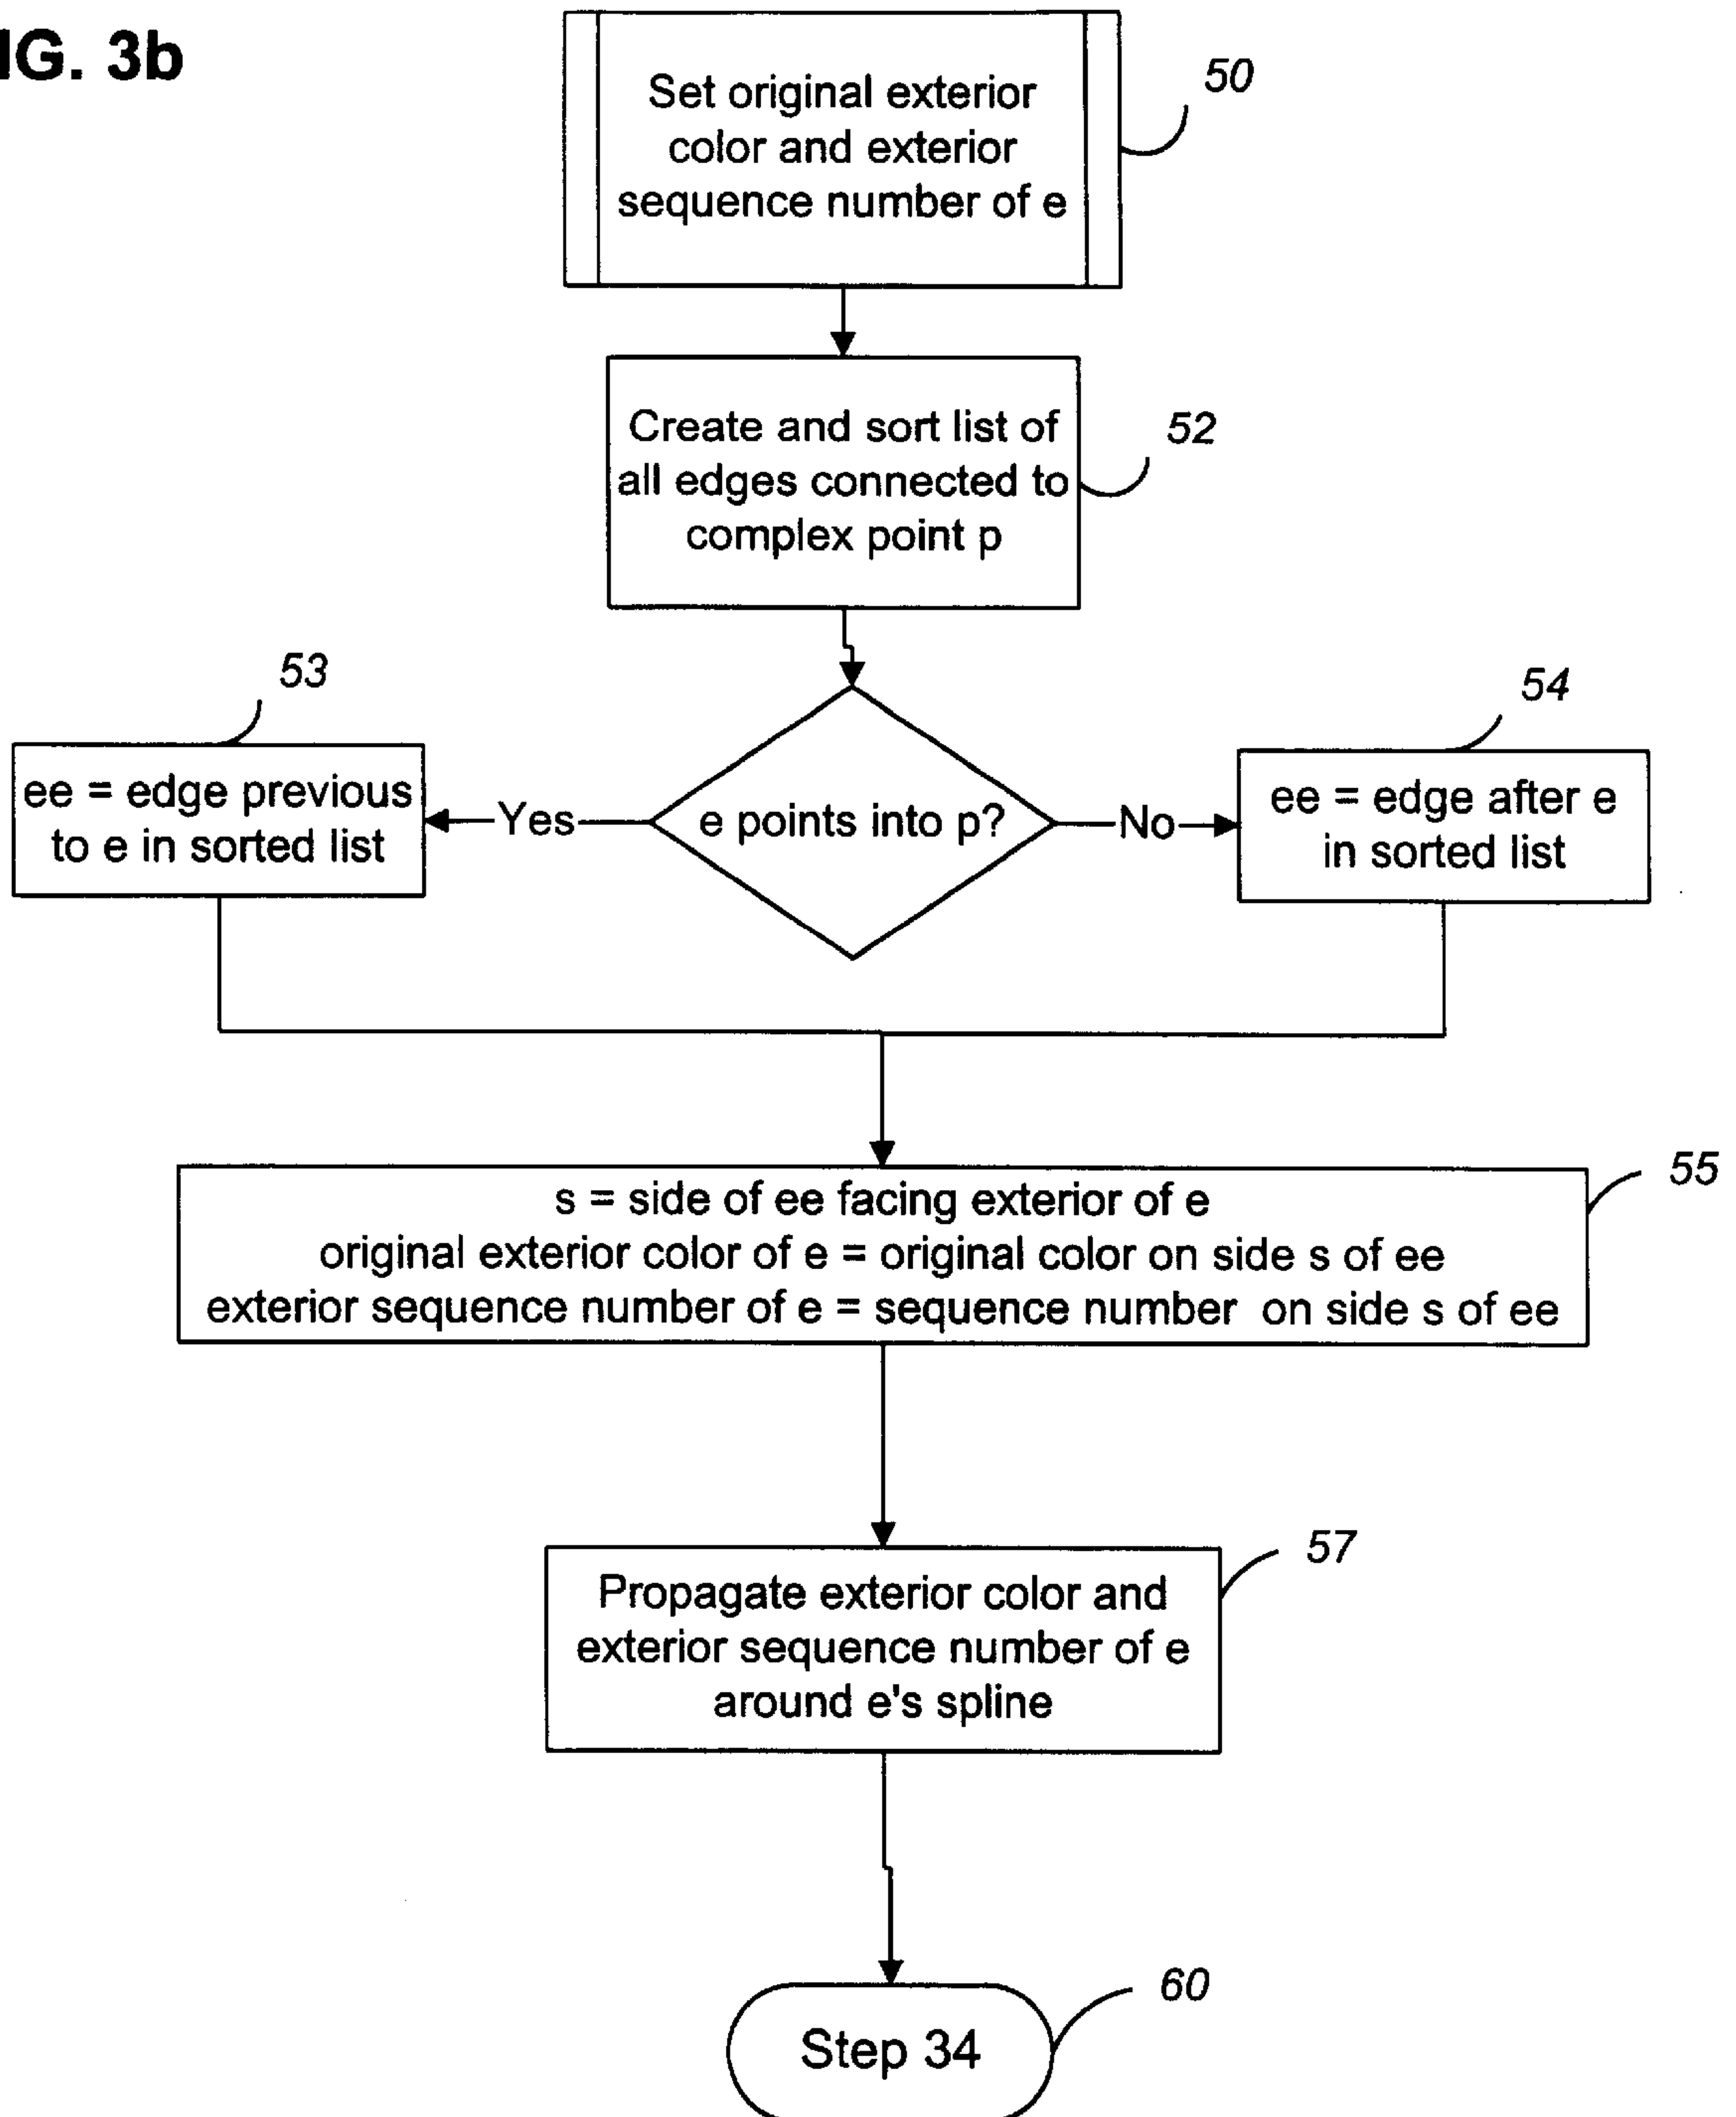 IG. 3b
50
Set original exterior
color and exterior
sequence number of e
52
Create and sort list of
all edges connected to
complex point p
53
54
ee = edge previous
to e in sorted list
Yes
e points into p?
No
ee = edge after e
in sorted list
55
s = side of ee facing exterior of e
original exterior color of e = original color on side s of ee
exterior sequence number of e = sequence number on side s of ee
57
Propagate exterior color and
exterior sequence number of e
around e's spline
60
Step 34